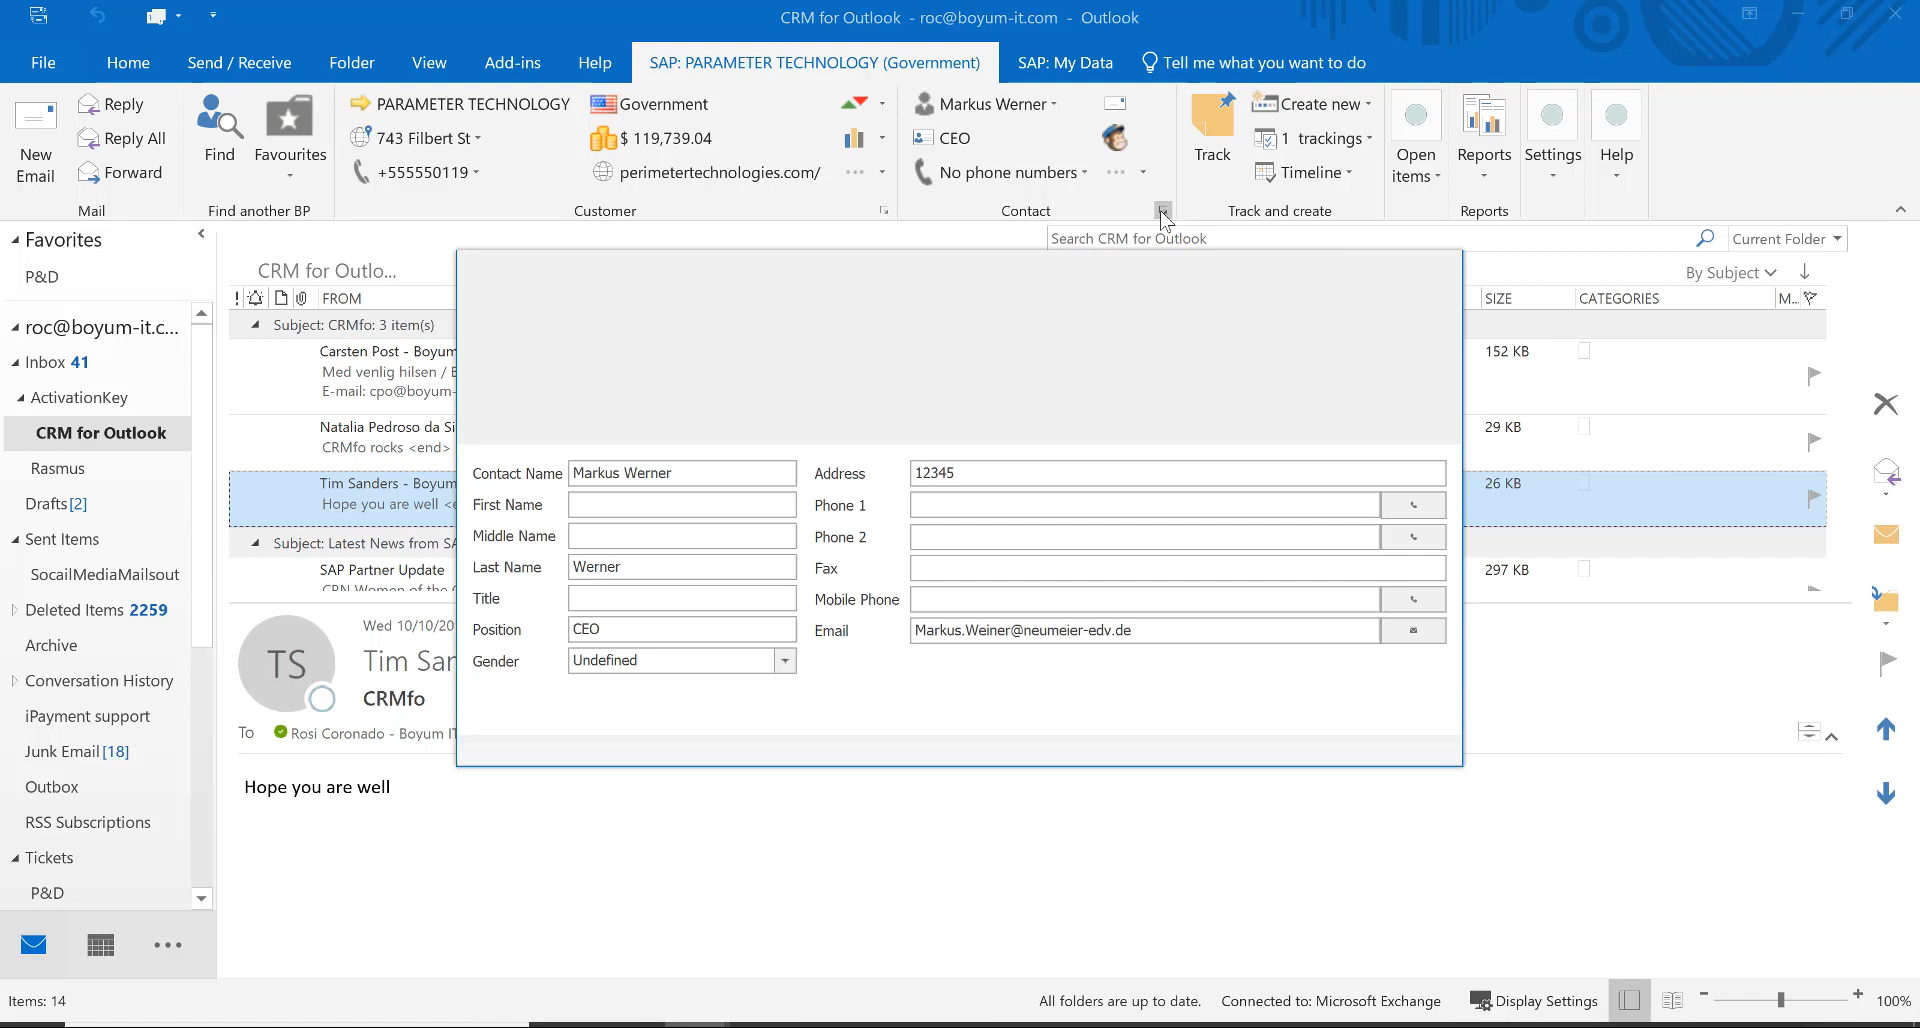 CRM for Outlook - roc@boyum-it.com - Outlook
File Home Send / Receive Folder View Add-ins Help SAP: PARAMETER TECHNOLOGY (Government) SAP: My Data Tell me what you want to do
New Email
Reply
Reply All
Forward
Mail
Find
Favourites
Find another BP
PARAMETER TECHNOLOGY
743 Filbert St
+555550119
Government
$ 119,739.04
perimetertechnologies.com/
Customer
Markus Werner
CEO
No phone numbers
Contact
Track
Create new
1 trackings
Timeline
Track and create
Open items
Reports
Reports
Settings
Help
Favorites
P&D
roc@boyum-it.c...
Inbox 41
ActivationKey
CRM for Outlook
Rasmus
Drafts [2]
Sent Items
SocailMediaMailsout
Deleted Items 2259
Archive
Conversation History
iPayment support
Junk Email [18]
Outbox
RSS Subscriptions
Tickets
P&D
Search CRM for Outlook
Current Folder
CRM for Outlo...
By Subject
! FROM
SIZE CATEGORIES M...
Subject: CRMfo: 3 item(s)
Carsten Post - Boyum
Med venlig hilsen /
E-mail: cpo@boyum-
152 KB
Natalia Pedroso da Si
CRMfo rocks <end>
29 KB
Tim Sanders - Boyum
Hope you are well
26 KB
Subject: Latest News from SA
SAP Partner Update
297 KB
CRN Women of the
TS
Wed 10/10/20
Tim San
CRMfo
To Rosi Coronado - Boyum IT
Hope you are well
Contact Name Markus Werner
First Name
Middle Name
Last Name Werner
Title
Position CEO
Gender Undefined
Address 12345
Phone 1
Phone 2
Fax
Mobile Phone
Email Markus.Weiner@neumeier-edv.de
Items: 14
All folders are up to date. Connected to: Microsoft Exchange Display Settings 100%